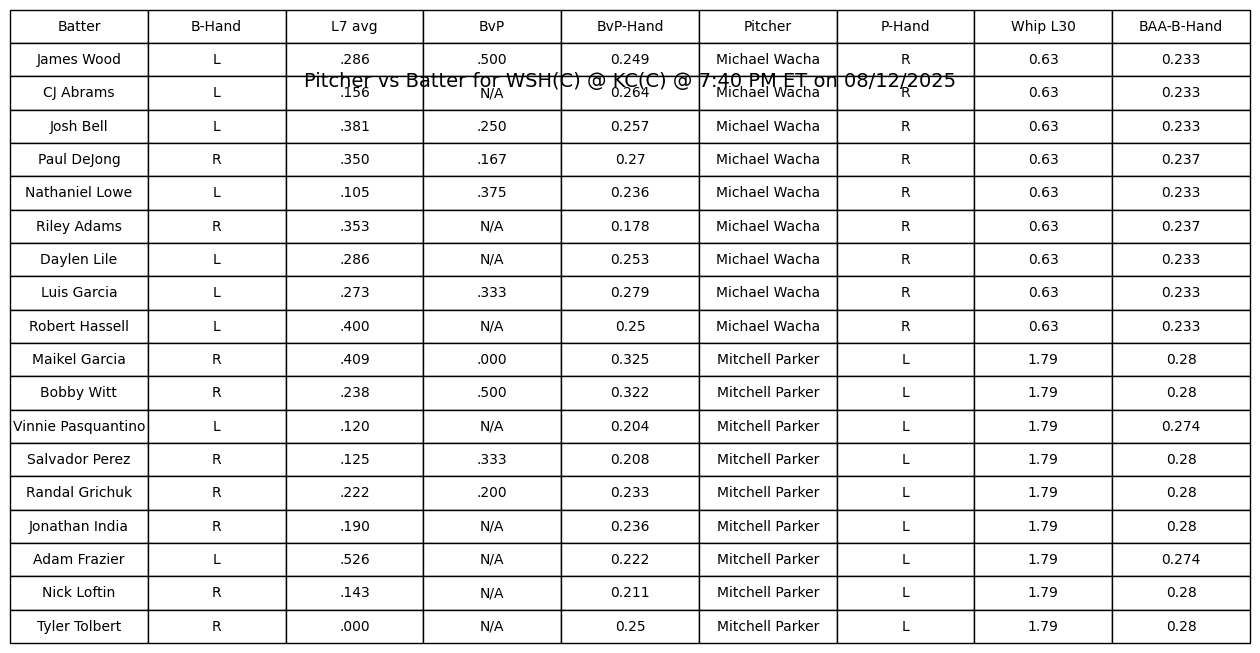 Batter B-Hand L7 avg BvP BvP-Hand Pitcher P-Hand Whip L30 BAA-B-Hand
James Wood L .286 .500 0.249 Michael Wacha R 0.63 0.233
Pitcher vs Batter for WSH(C) @ KC(C) @ 7:40 PM ET on 08/12/2025
CJ Abrams L .156 N/A 0.264 Michael Wacha R 0.63 0.233
Josh Bell L .381 .250 0.257 Michael Wacha R 0.63 0.233
Paul DeJong R .350 .167 0.27 Michael Wacha R 0.63 0.237
Nathaniel Lowe L .105 .375 0.236 Michael Wacha R 0.63 0.233
Riley Adams R .353 N/A 0.178 Michael Wacha R 0.63 0.237
Daylen Lile L .286 N/A 0.253 Michael Wacha R 0.63 0.233
Luis Garcia L .273 .333 0.279 Michael Wacha R 0.63 0.233
Robert Hassell L .400 N/A 0.25 Michael Wacha R 0.63 0.233
Maikel Garcia R .409 .000 0.325 Mitchell Parker L 1.79 0.28
Bobby Witt R .238 .500 0.322 Mitchell Parker L 1.79 0.28
Vinnie Pasquantino L .120 N/A 0.204 Mitchell Parker L 1.79 0.274
Salvador Perez R .125 .333 0.208 Mitchell Parker L 1.79 0.28
Randal Grichuk R .222 .200 0.233 Mitchell Parker L 1.79 0.28
Jonathan India R .190 N/A 0.236 Mitchell Parker L 1.79 0.28
Adam Frazier L .526 N/A 0.222 Mitchell Parker L 1.79 0.274
Nick Loftin R .143 N/A 0.211 Mitchell Parker L 1.79 0.28
Tyler Tolbert R .000 N/A 0.25 Mitchell Parker L 1.79 0.28